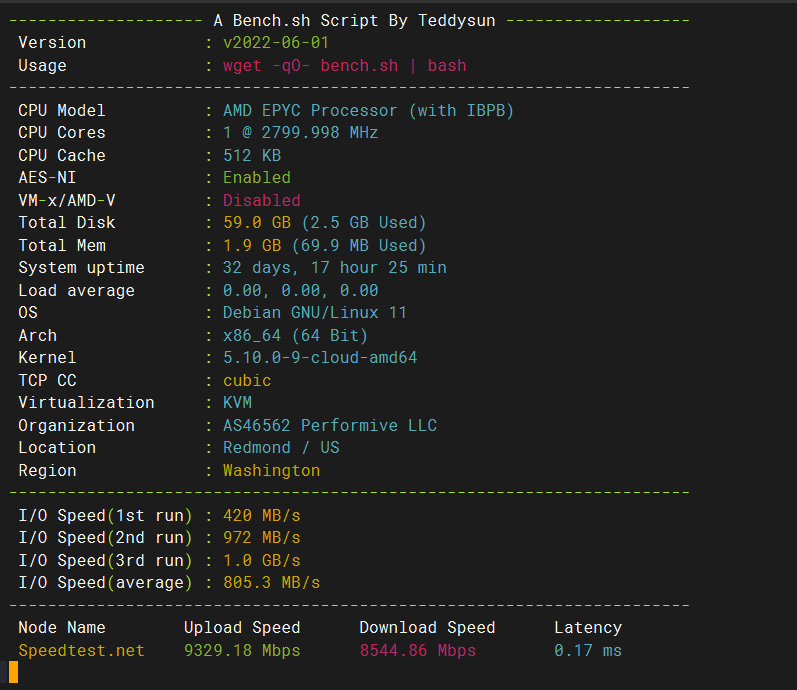 -------------------- A Bench.sh Script By Teddysun -------------------
Version : v2022-06-01
Usage : wget -qO- bench.sh | bash
----------------------------------------------------------------------
CPU Model : AMD EPYC Processor (with IBPB)
CPU Cores : 1 @ 2799.998 MHz
CPU Cache : 512 KB
AES-NI : Enabled
VM-x/AMD-V : Disabled
Total Disk : 59.0 GB (2.5 GB Used)
Total Mem : 1.9 GB (69.9 MB Used)
System uptime : 32 days, 17 hour 25 min
Load average : 0.00, 0.00, 0.00
OS : Debian GNU/Linux 11
Arch : x86_64 (64 Bit)
Kernel : 5.10.0-9-cloud-amd64
TCP CC : cubic
Virtualization : KVM
Organization : AS46562 Performive LLC
Location : Redmond / US
Region : Washington
----------------------------------------------------------------------
I/O Speed(1st run) : 420 MB/s
I/O Speed(2nd run) : 972 MB/s
I/O Speed(3rd run) : 1.0 GB/s
I/O Speed(average) : 805.3 MB/s
----------------------------------------------------------------------
Node Name Upload Speed Download Speed Latency
Speedtest.net 9329.18 Mbps 8544.86 Mbps 0.17 ms